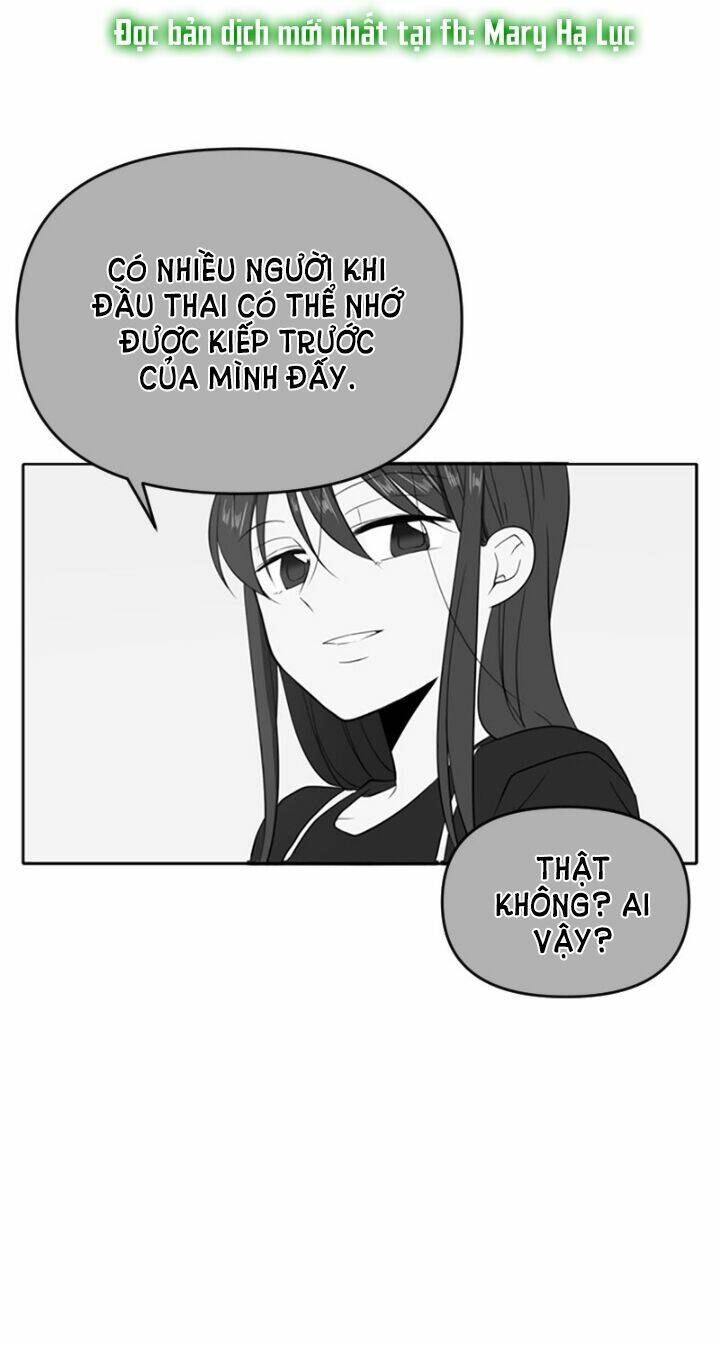 Đọc bản dịch mới nhất tại fb: Mary Hạ Lục
CÓ NHIỀU NGƯỜI KHI
ĐẦU THAI CÓ THỂ NHỚ
ĐƯỢC KIẾP TRƯỚC
CỦA MÌNH ĐẤY.
THẬT
KHÔNG? AI
VẬY?